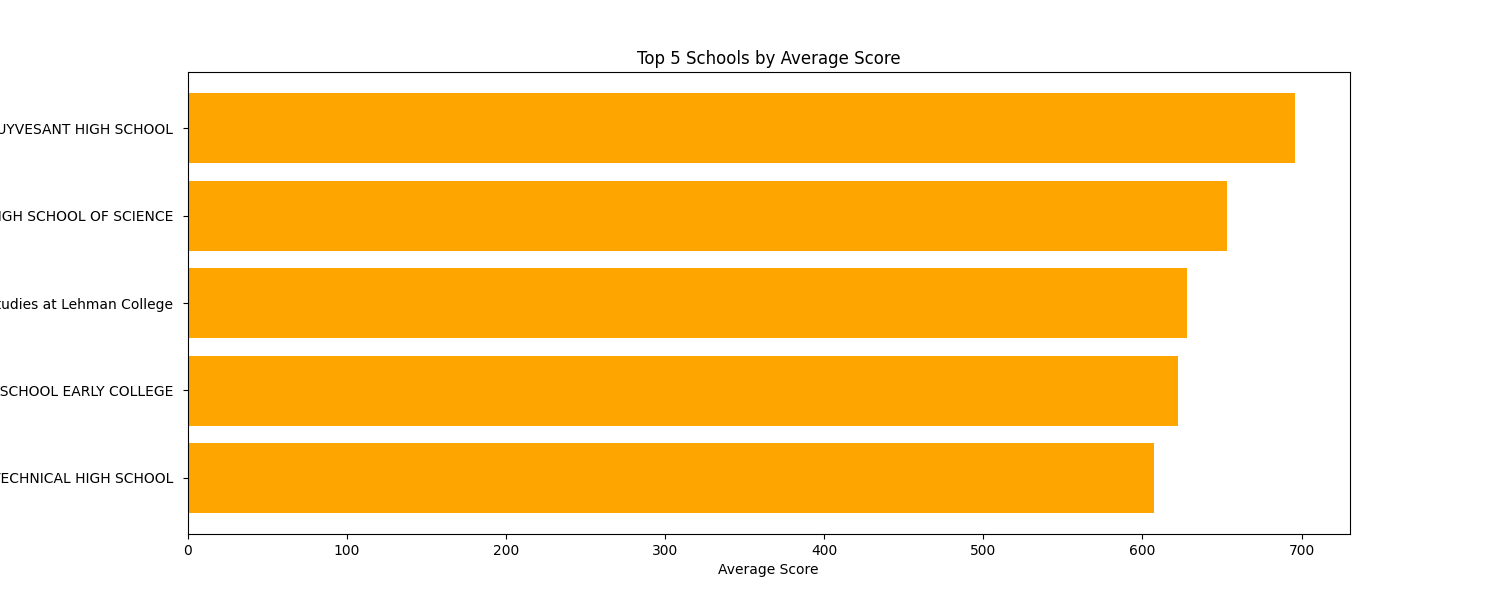 Top 5 Schools by Average Score
UYVESANT HIGH SCHOOL
IGH SCHOOL OF SCIENCE
tudies at Lehman College
SCHOOL EARLY COLLEGE
TECHNICAL HIGH SCHOOL
0 100 200 300 400 500 600 700
Average Score